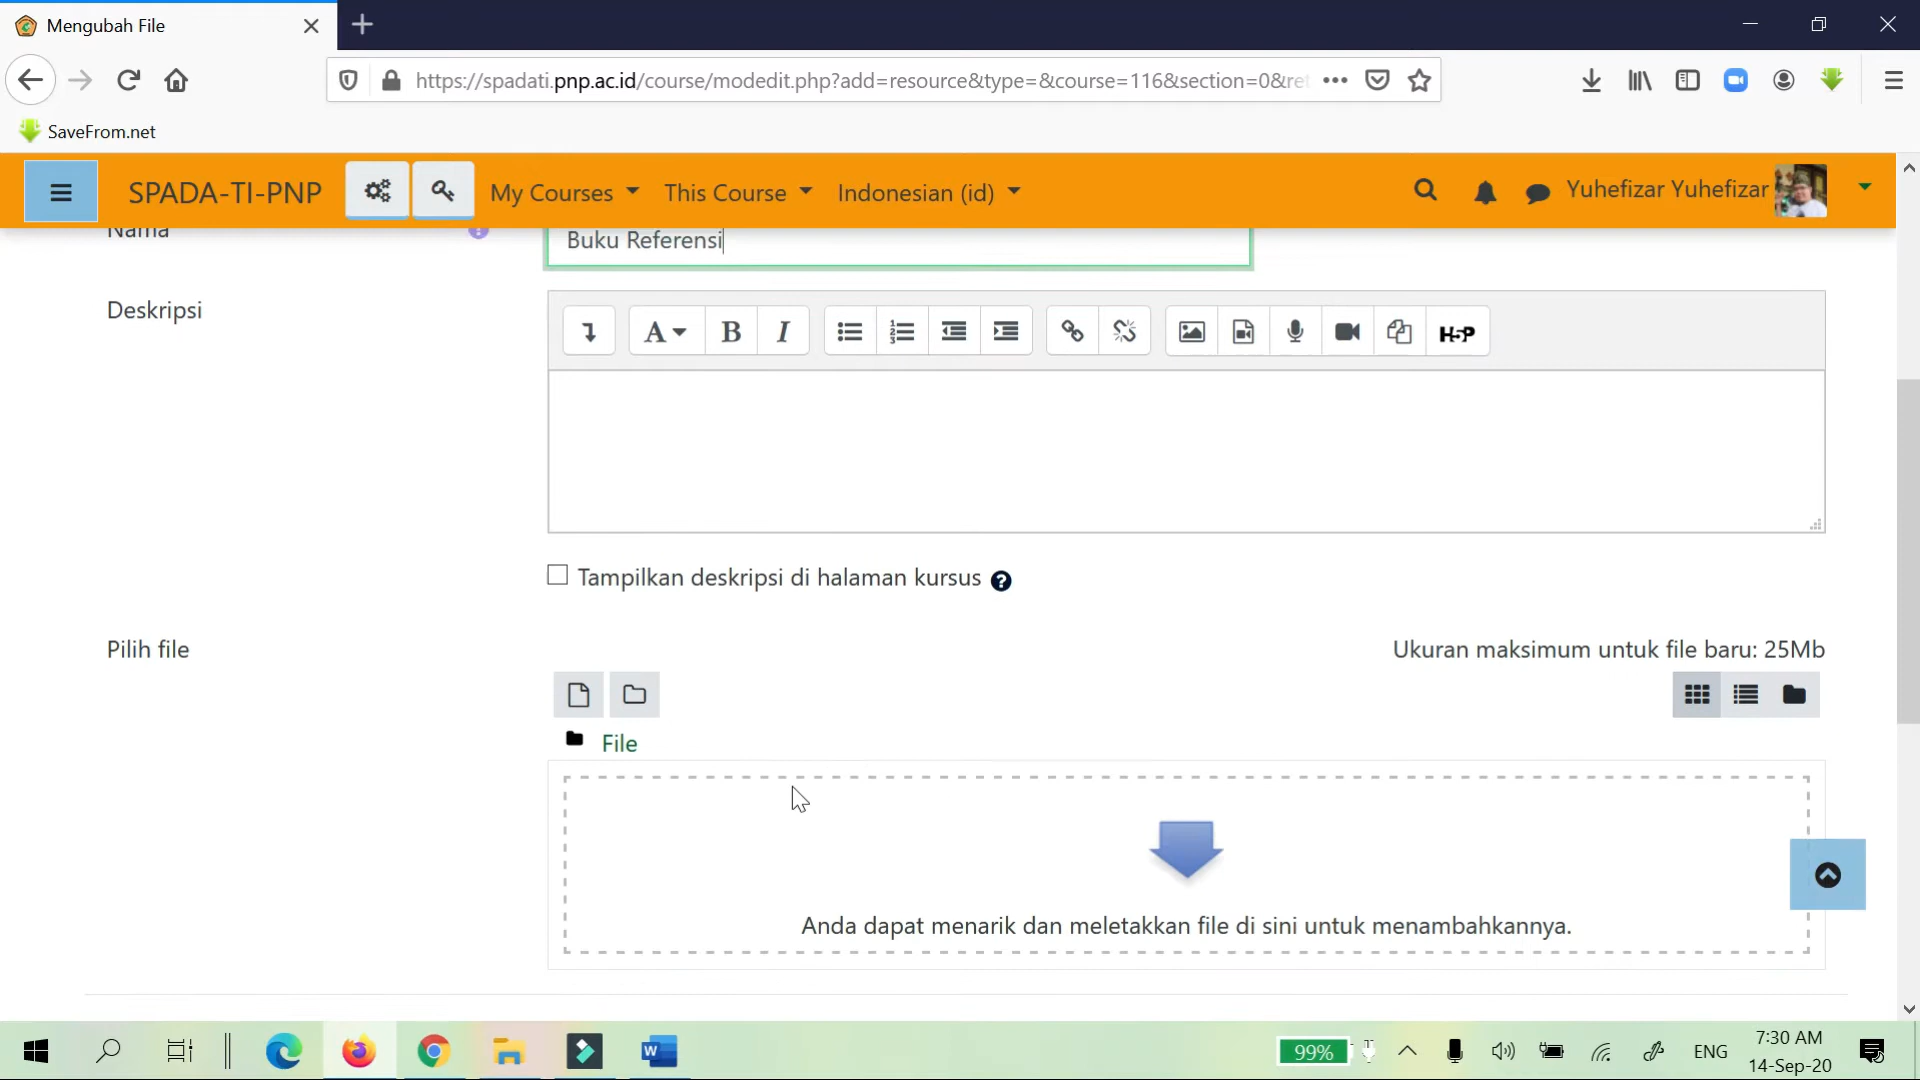 Mengubah File
https://spadati.pnp.ac.id/course/modedit.php?add=resource&type=&course=116&section=0&ret
SaveFrom.net
SPADA-TI-PNP
My Courses
This Course
Indonesian (id)
Yuhefizar Yuhefizar
Nama
Buku Referensi
Deskripsi
A B I
H5P
Tampilkan deskripsi di halaman kursus
Pilih file
Ukuran maksimum untuk file baru: 25Mb
File
Anda dapat menarik dan meletakkan file di sini untuk menambahkannya.
99%
ENG
7:30 AM
14-Sep-20